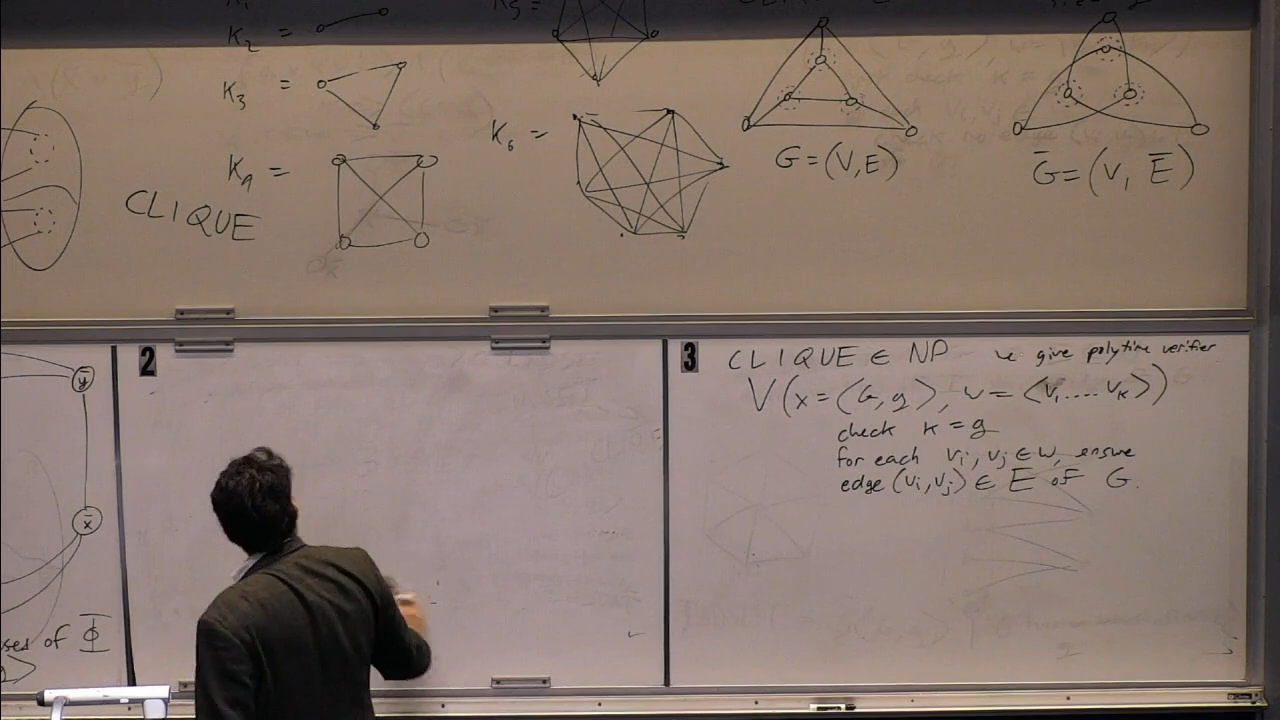 K₂ =
K₅ =
K₃ =
K₄ =
K₆ =
CLIQUE
G=(V,E)
G̅=(V, E̅)
2
3
CLIQUE ∈ NP we give polytime verifier
V(x=⟨G,g⟩, w=⟨v₁....vₖ⟩)
check k=g
for each vᵢ,vⱼ ∈ w, ensure
edge (vᵢ,vⱼ) ∈ E of G.
y̅
x̅
of Φ